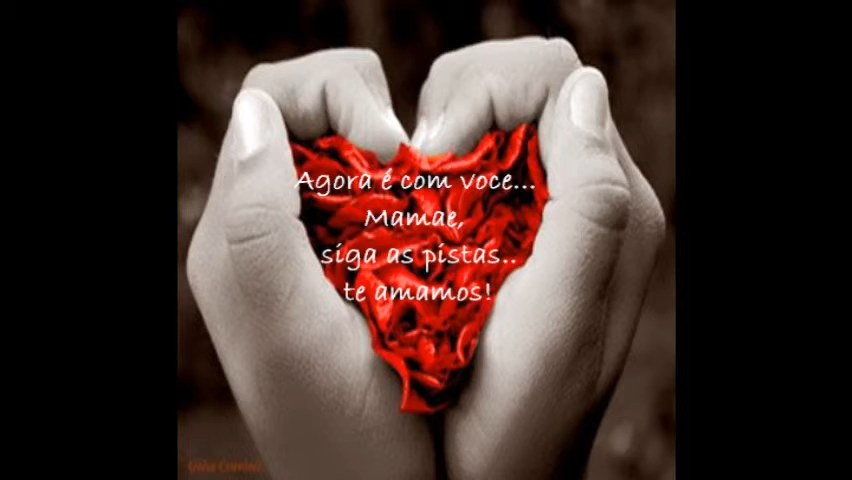 Agora é com voce...
Mamae,
siga as pistas..
te amamos!